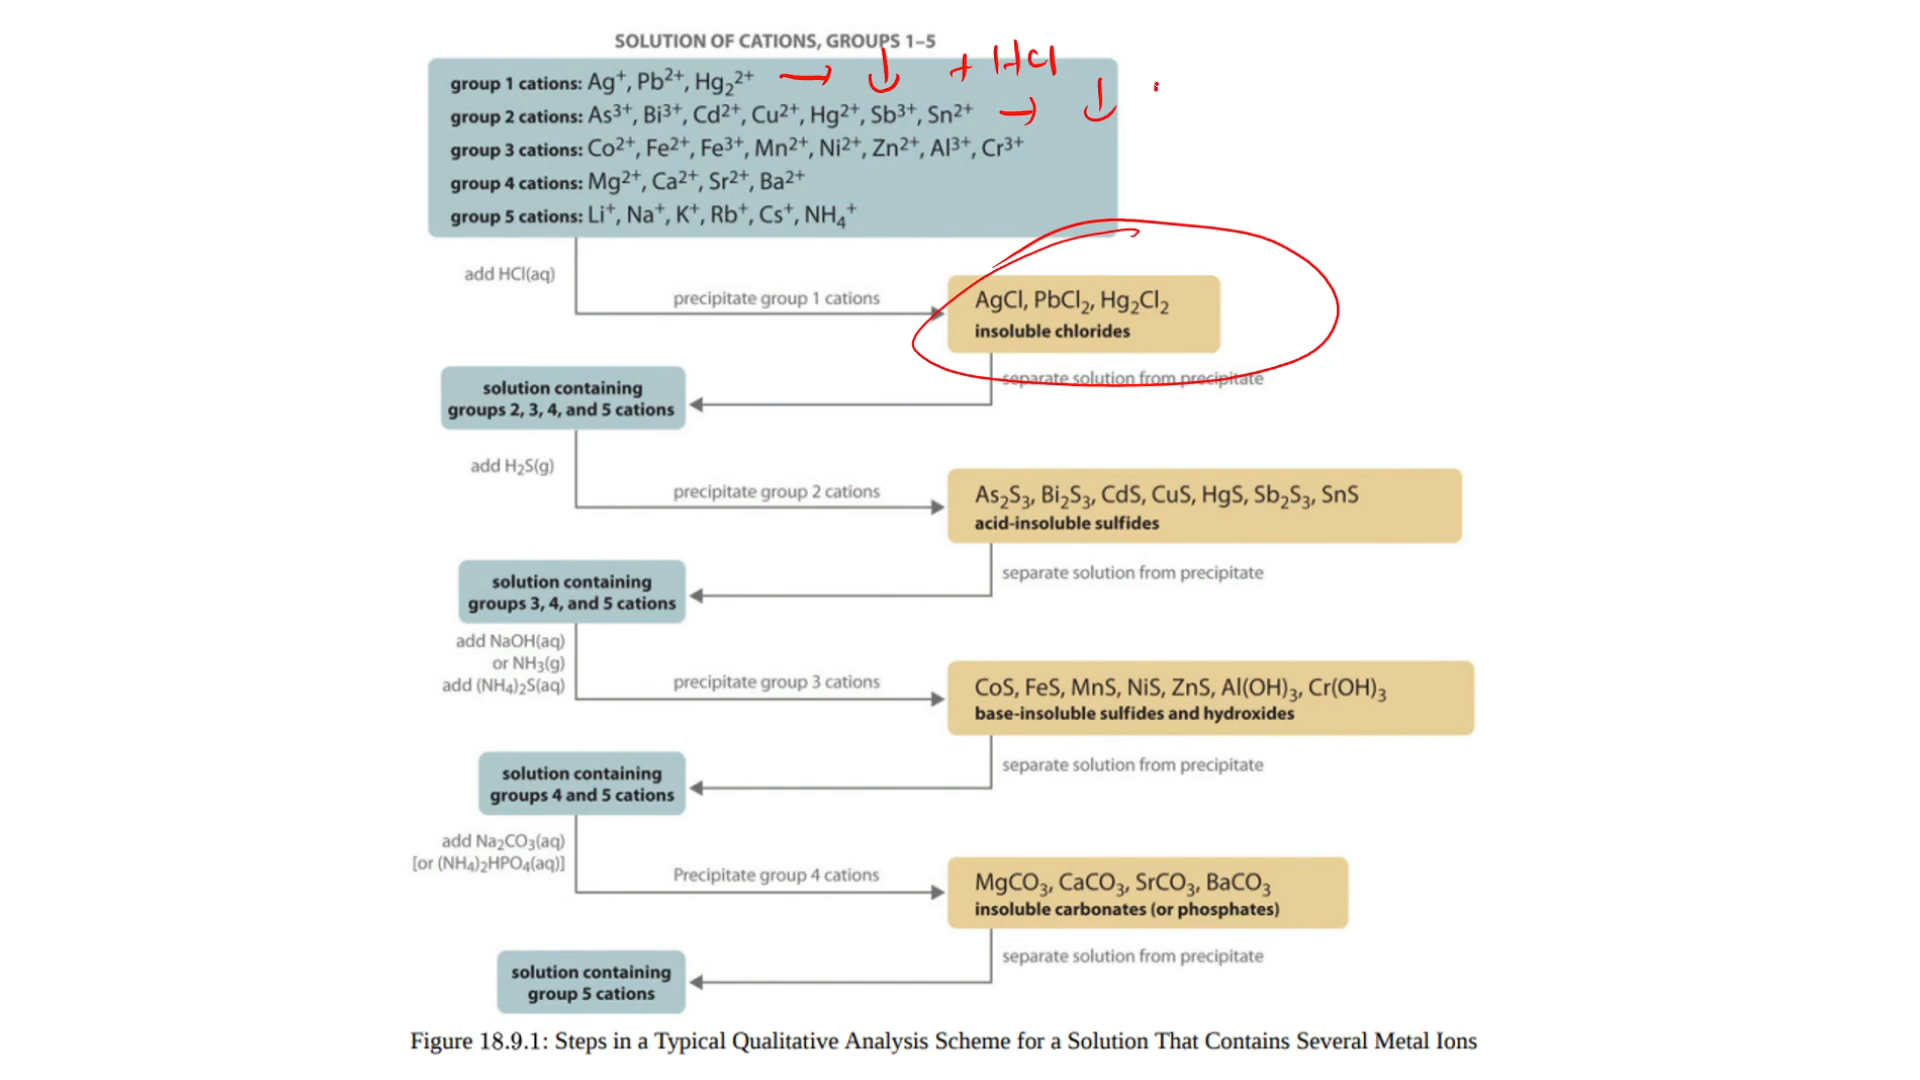 SOLUTION OF CATIONS, GROUPS 1–5
group 1 cations: Ag⁺, Pb²⁺, Hg₂²⁺ → ↓ + HCl
group 2 cations: As³⁺, Bi³⁺, Cd²⁺, Cu²⁺, Hg²⁺, Sb³⁺, Sn²⁺ → ↓
group 3 cations: Co²⁺, Fe²⁺, Fe³⁺, Mn²⁺, Ni²⁺, Zn²⁺, Al³⁺, Cr³⁺
group 4 cations: Mg²⁺, Ca²⁺, Sr²⁺, Ba²⁺
group 5 cations: Li⁺, Na⁺, K⁺, Rb⁺, Cs⁺, NH₄⁺
add HCl(aq)
precipitate group 1 cations
AgCl, PbCl₂, Hg₂Cl₂
insoluble chlorides
separate solution from precipitate
solution containing
groups 2, 3, 4, and 5 cations
add H₂S(g)
precipitate group 2 cations
As₂S₃, Bi₂S₃, CdS, CuS, HgS, Sb₂S₃, SnS
acid-insoluble sulfides
separate solution from precipitate
solution containing
groups 3, 4, and 5 cations
add NaOH(aq)
or NH₃(g)
add (NH₄)₂S(aq)
precipitate group 3 cations
CoS, FeS, MnS, NiS, ZnS, Al(OH)₃, Cr(OH)₃
base-insoluble sulfides and hydroxides
separate solution from precipitate
solution containing
groups 4 and 5 cations
add Na₂CO₃(aq)
[or (NH₄)₂HPO₄(aq)]
Precipitate group 4 cations
MgCO₃, CaCO₃, SrCO₃, BaCO₃
insoluble carbonates (or phosphates)
separate solution from precipitate
solution containing
group 5 cations
Figure 18.9.1: Steps in a Typical Qualitative Analysis Scheme for a Solution That Contains Several Metal Ions